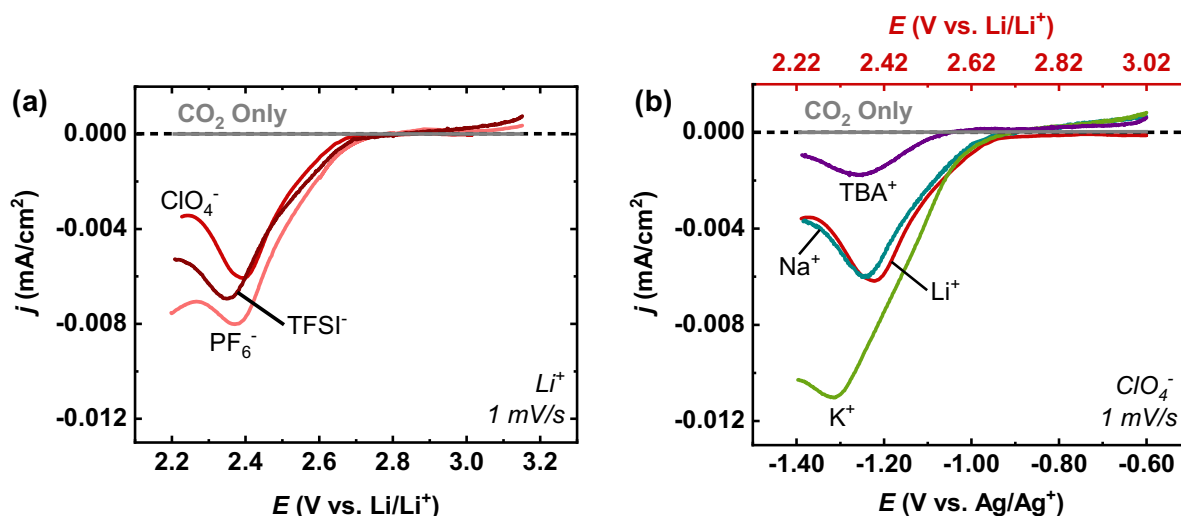 (a)
CO₂ Only
0.000
-0.004
-0.008
-0.012
j (mA/cm²)
ClO₄⁻
TFSI⁻
PF₆⁻
Li⁺
1 mV/s
2.2 2.4 2.6 2.8 3.0 3.2
E (V vs. Li/Li⁺)
E (V vs. Li/Li⁺)
2.22 2.42 2.62 2.82 3.02
(b)
CO₂ Only
0.000
-0.004
-0.008
-0.012
j (mA/cm²)
TBA⁺
Na⁺
Li⁺
K⁺
ClO₄⁻
1 mV/s
-1.40 -1.20 -1.00 -0.80 -0.60
E (V vs. Ag/Ag⁺)